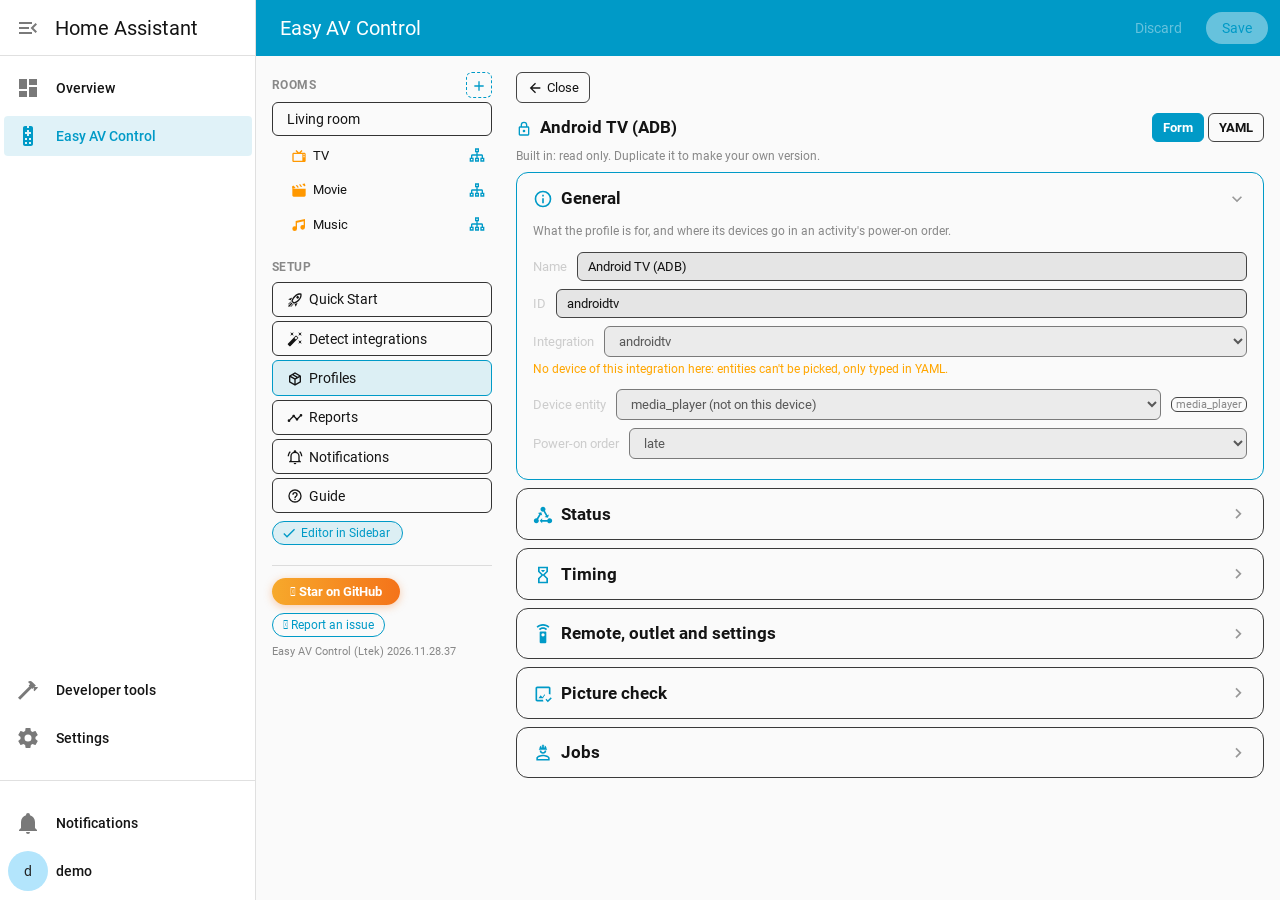 Home Assistant
Easy AV Control
Discard
Save
Overview
Easy AV Control
Developer tools
Settings
Notifications
d
demo
ROOMS
Living room
TV
Movie
Music
SETUP
Quick Start
Detect integrations
Profiles
Reports
Notifications
Guide
Editor in Sidebar
Star on GitHub
Report an issue
Easy AV Control (Ltek) 2026.11.28.37
Close
Android TV (ADB)
Form
YAML
Built in: read only. Duplicate it to make your own version.
General
What the profile is for, and where its devices go in an activity's power-on order.
Name
Android TV (ADB)
ID
androidtv
Integration
androidtv
No device of this integration here: entities can't be picked, only typed in YAML.
Device entity
media_player (not on this device)
media_player
Power-on order
late
Status
Timing
Remote, outlet and settings
Picture check
Jobs